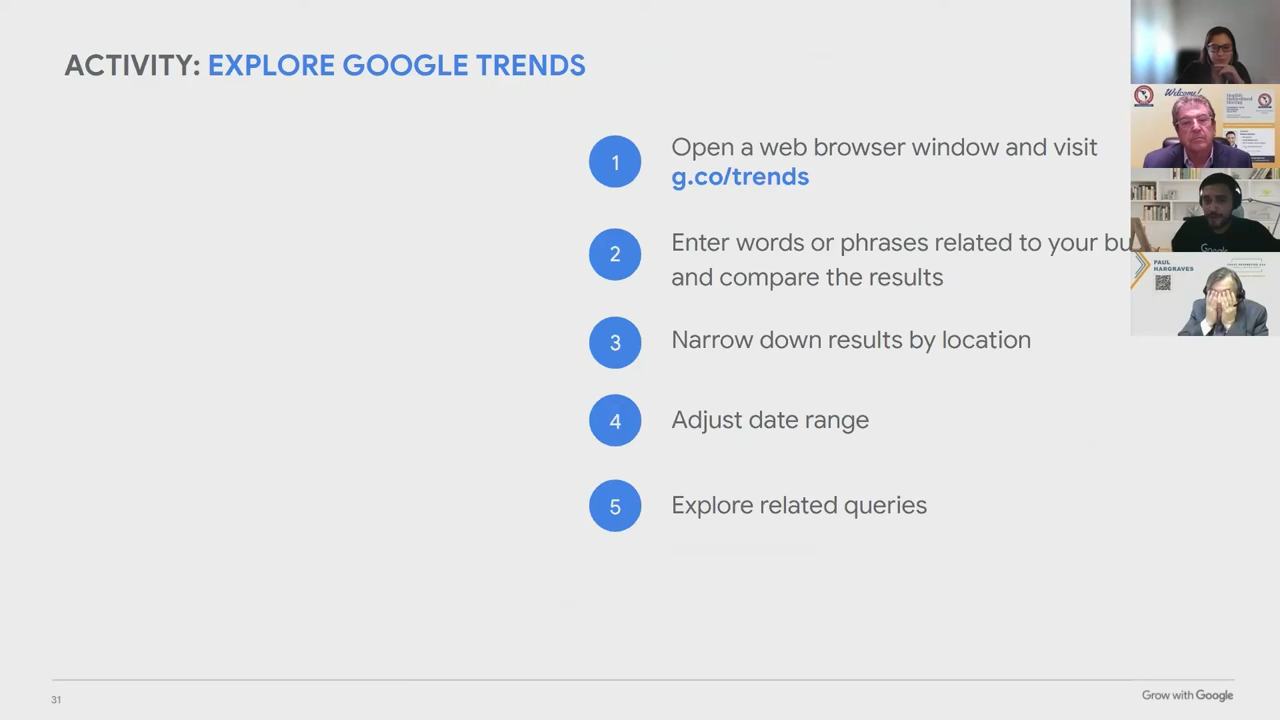 ACTIVITY: EXPLORE GOOGLE TRENDS
1
Open a web browser window and visit
g.co/trends
2
Enter words or phrases related to your bu
and compare the results
3
Narrow down results by location
4
Adjust date range
5
Explore related queries
31
Grow with Google
Welcome!
Google
PAUL
HARGRAVES